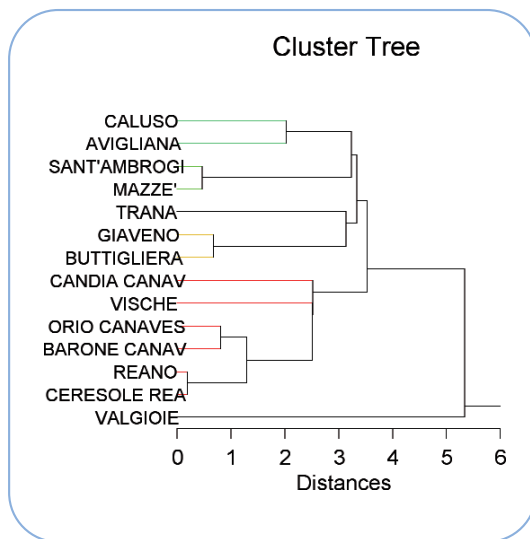 Cluster Tree
CALUSO
AVIGLIANA
SANT'AMBROGI
MAZZE'
TRANA
GIAVENO
BUTTIGLIERA
CANDIA CANAV
VISCHE
ORIO CANAVES
BARONE CANAV
REANO
CERESOLE REA
VALGIOIE
0 1 2 3 4 5 6
Distances